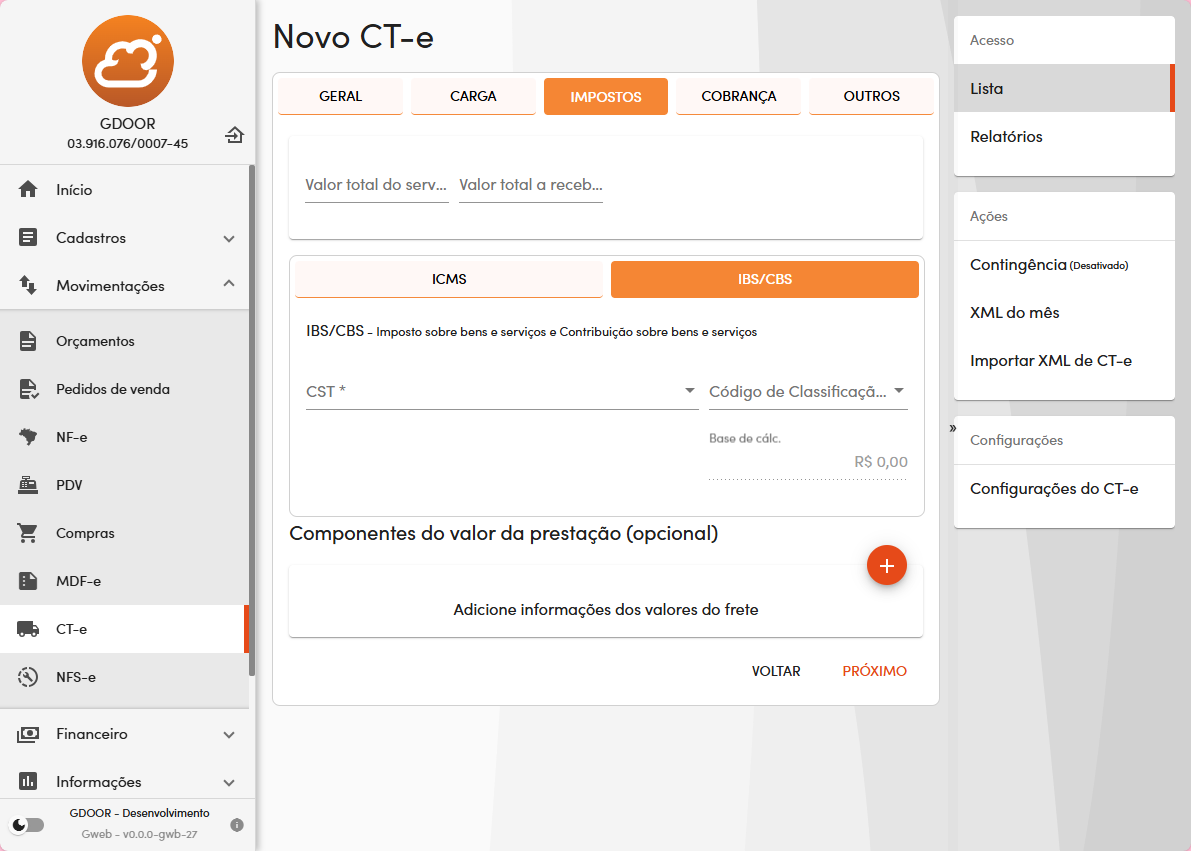 GDOOR
03.916.076/0007-45
Início
Cadastros
Movimentações
Orçamentos
Pedidos de venda
NF-e
PDV
Compras
MDF-e
CT-e
NFS-e
Financeiro
Informações
GDOOR - Desenvolvimento
Gweb - v0.0.0-gwb-27
Novo CT-e
GERAL CARGA IMPOSTOS COBRANÇA OUTROS
Valor total do serv... Valor total a receb...
ICMS IBS/CBS
IBS/CBS - Imposto sobre bens e serviços e Contribuição sobre bens e serviços
CST * Código de Classificaçã...
Base de cálc.
R$ 0,00
Componentes do valor da prestação (opcional)
+
Adicione informações dos valores do frete
VOLTAR PRÓXIMO
»
Acesso
Lista
Relatórios
Ações
Contingência (Desativado)
XML do mês
Importar XML de CT-e
Configurações
Configurações do CT-e